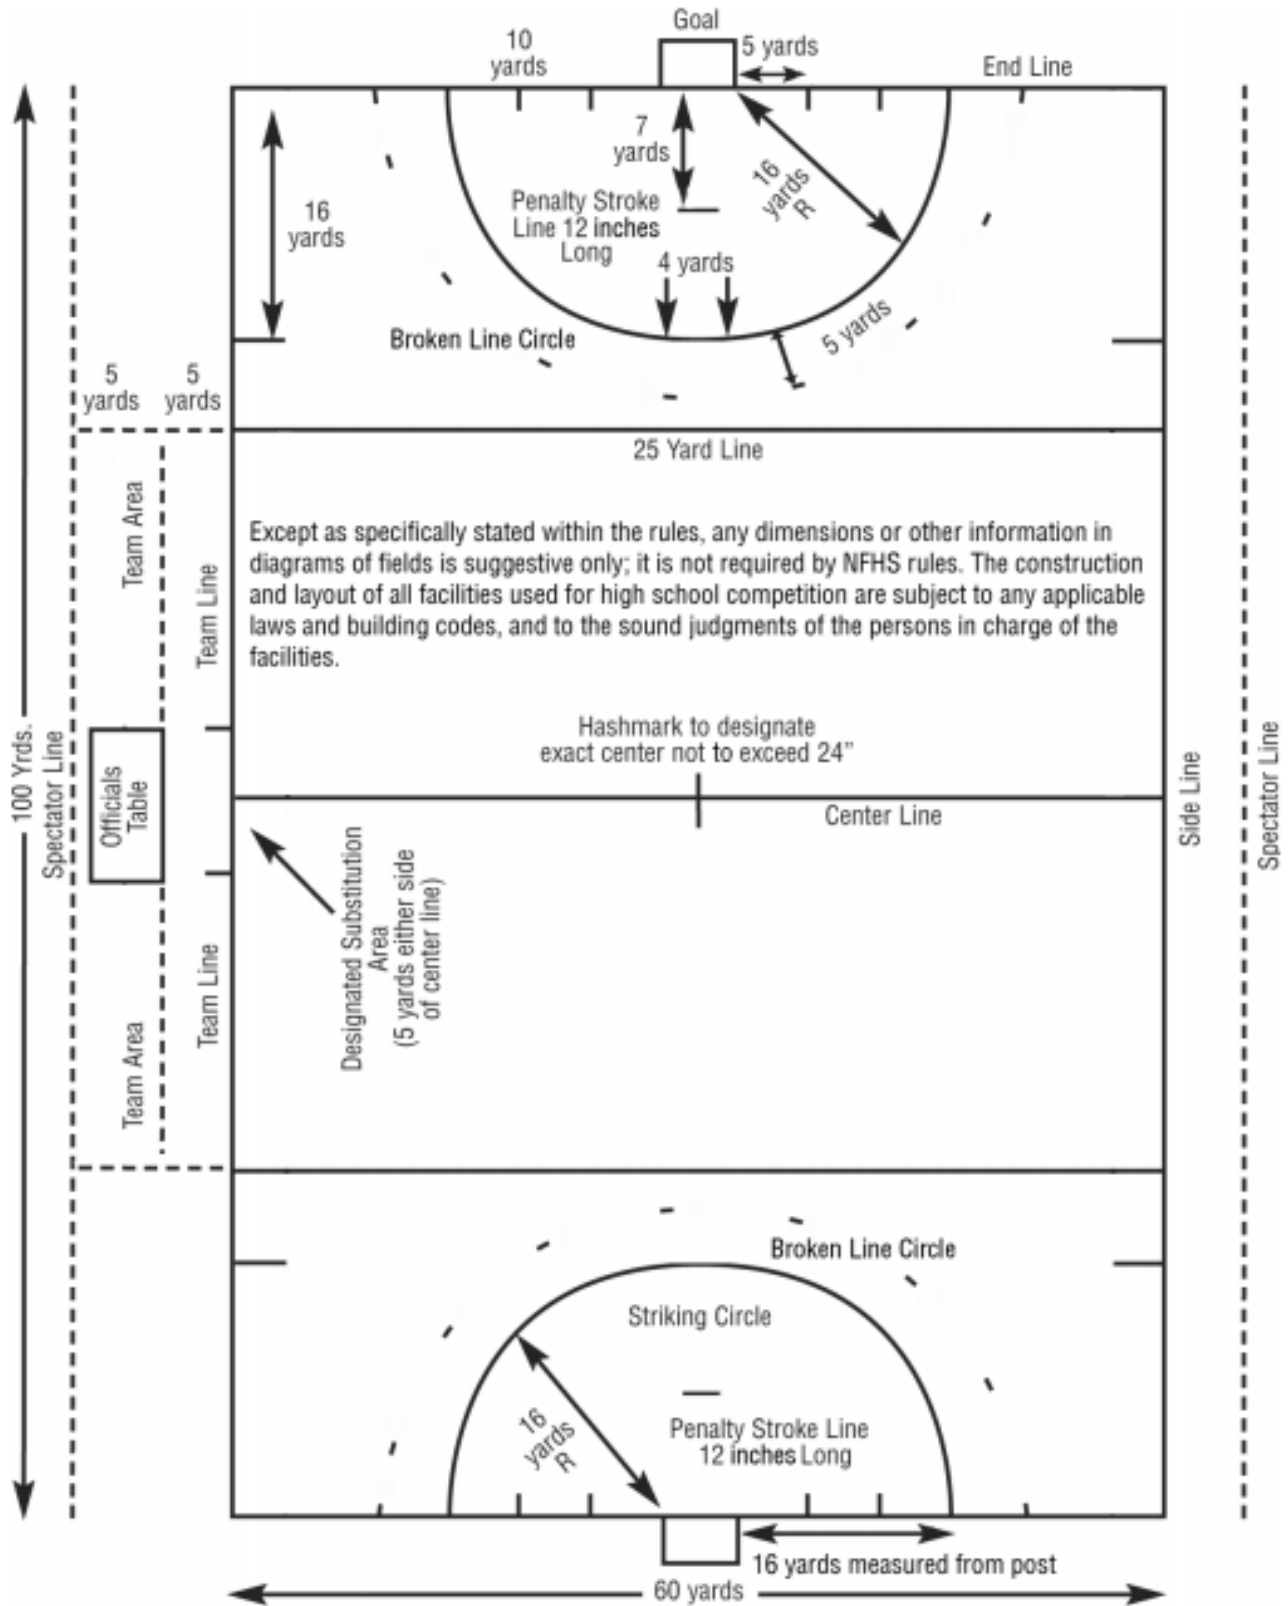 Goal
10
yards
5 yards
End Line
7
yards
16
yards
R
16
yards
Penalty Stroke
Line 12 inches
Long
4 yards
5 yards
Broken Line Circle
5
yards
5
yards
25 Yard Line
Team Area
Team Line
Except as specifically stated within the rules, any dimensions or other information in
diagrams of fields is suggestive only; it is not required by NFHS rules. The construction
and layout of all facilities used for high school competition are subject to any applicable
laws and building codes, and to the sound judgments of the persons in charge of the
facilities.
Hashmark to designate
exact center not to exceed 24”
100 Yrds.
Spectator Line
Officials
Table
Center Line
Side Line
Spectator Line
Designated Substitution
Area
(5 yards either side
of center line)
Team Line
Team Area
Broken Line Circle
Striking Circle
16
yards
R
Penalty Stroke Line
12 inches Long
16 yards measured from post
60 yards